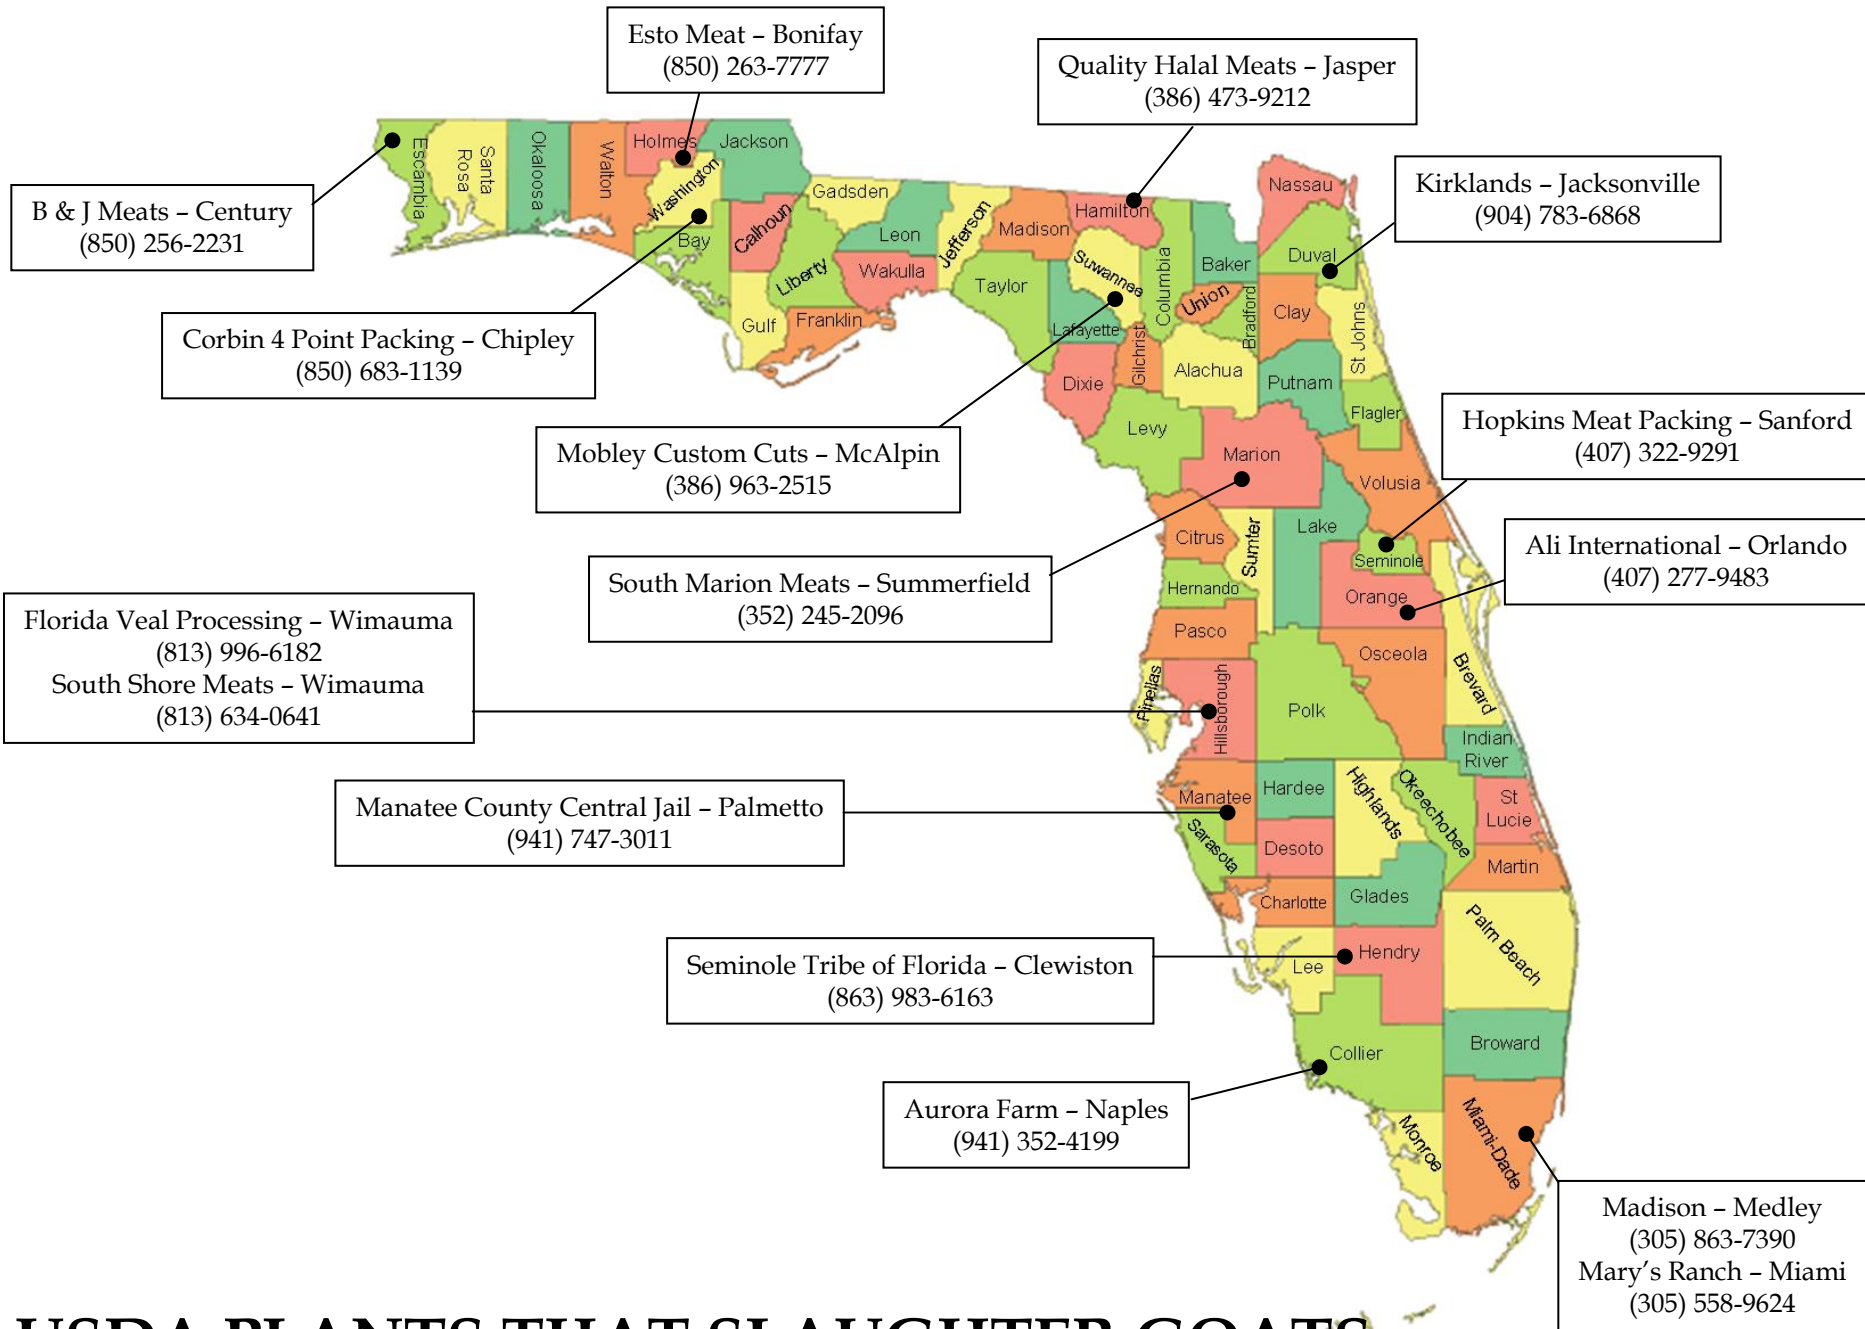 Esto Meat – Bonifay
(850) 263-7777
Quality Halal Meats – Jasper
(386) 473-9212
Kirklands – Jacksonville
(904) 783-6868
B & J Meats – Century
(850) 256-2231
Corbin 4 Point Packing – Chipley
(850) 683-1139
Mobley Custom Cuts – McAlpin
(386) 963-2515
Hopkins Meat Packing – Sanford
(407) 322-9291
Ali International – Orlando
(407) 277-9483
South Marion Meats – Summerfield
(352) 245-2096
Florida Veal Processing – Wimauma
(813) 996-6182
South Shore Meats – Wimauma
(813) 634-0641
Manatee County Central Jail – Palmetto
(941) 747-3011
Seminole Tribe of Florida – Clewiston
(863) 983-6163
Aurora Farm – Naples
(941) 352-4199
Madison – Medley
(305) 863-7390
Mary's Ranch – Miami
(305) 558-9624
Escambia
Santa
Rosa
Okaloosa
Walton
Holmes
Washington
Jackson
Bay
Calhoun
Gulf
Gadsden
Liberty
Franklin
Leon
Wakulla
Jefferson
Madison
Taylor
Hamilton
Suwannee
Lafayette
Dixie
Columbia
Gilchrist
Baker
Union
Bradford
Nassau
Duval
Clay
St Johns
Alachua
Putnam
Flagler
Levy
Marion
Volusia
Citrus
Sumter
Lake
Seminole
Hernando
Orange
Pasco
Osceola
Brevard
Pinellas
Hillsborough
Polk
Indian
River
Manatee
Hardee
Highlands
Okeechobee
St
Lucie
Sarasota
Desoto
Martin
Charlotte
Glades
Palm Beach
Lee
Hendry
Collier
Broward
Monroe
Miami-Dade
USDA PLANTS THAT SLAUGHTER GOATS